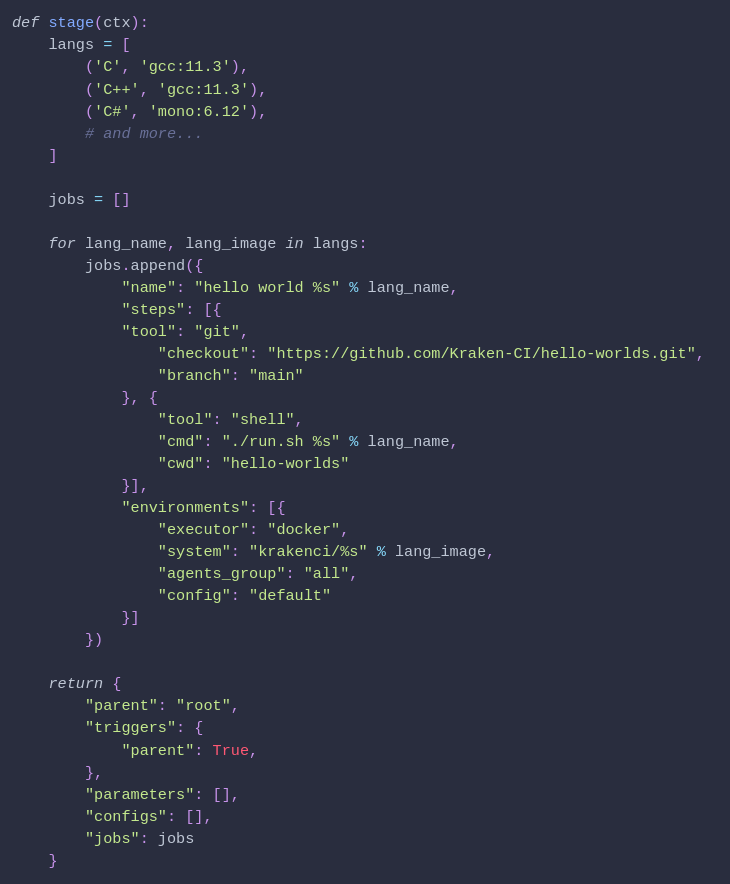 def stage(ctx):
    langs = [
        ('C', 'gcc:11.3'),
        ('C++', 'gcc:11.3'),
        ('C#', 'mono:6.12'),
        # and more...
    ]

    jobs = []

    for lang_name, lang_image in langs:
        jobs.append({
            "name": "hello world %s" % lang_name,
            "steps": [{
            "tool": "git",
                "checkout": "https://github.com/Kraken-CI/hello-worlds.git",
                "branch": "main"
            }, {
                "tool": "shell",
                "cmd": "./run.sh %s" % lang_name,
                "cwd": "hello-worlds"
            }],
            "environments": [{
                "executor": "docker",
                "system": "krakenci/%s" % lang_image,
                "agents_group": "all",
                "config": "default"
            }]
        })

    return {
        "parent": "root",
        "triggers": {
            "parent": True,
        },
        "parameters": [],
        "configs": [],
        "jobs": jobs
    }